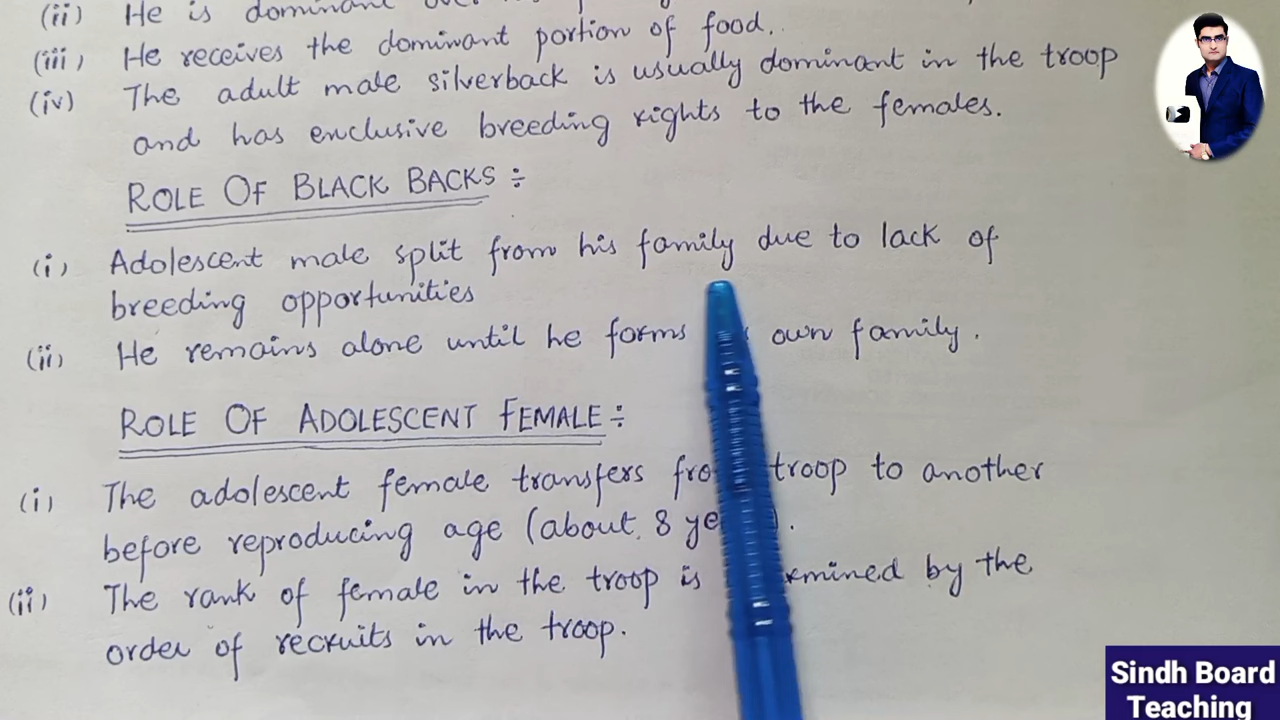 (ii) He is dominant
(iii) He receives the dominant portion of food.
(iv) The adult male silverback is usually dominant in the troop
and has enclusive breeding rights to the females.
ROLE OF BLACK BACKS :
(i) Adolescent male split from his family due to lack of
breeding opportunities
(ii) He remains alone until he forms own family.
ROLE OF ADOLESCENT FEMALE :
(i) The adolescent female transfers fro troop to another
before reproducing age (about 8 ye ).
(ii) The rank of female in the troop is rmined by the
order of recruits in the troop.
Sindh Board
Teaching